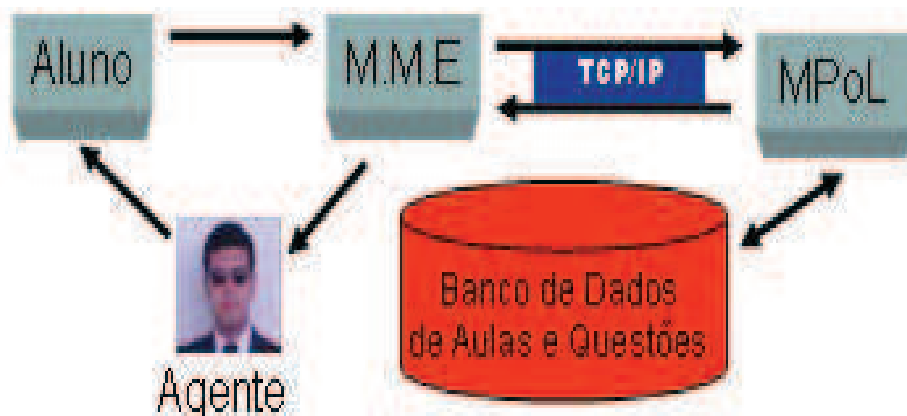 Aluno
M.M.E
TCP/IP
MPoL
Banco de Dados
de Aulas e Questões
Agente